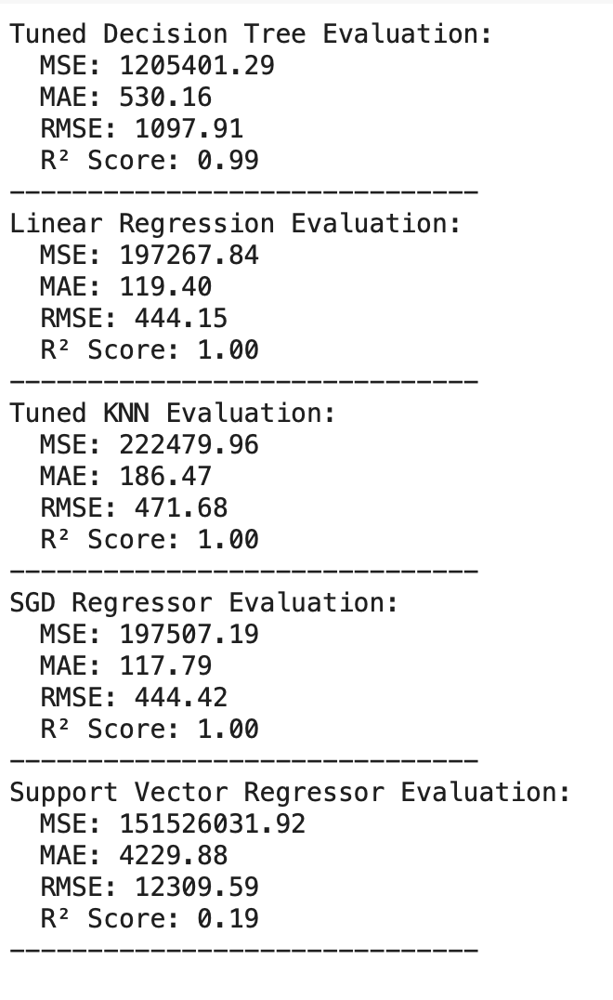 Tuned Decision Tree Evaluation:
  MSE: 1205401.29
  MAE: 530.16
  RMSE: 1097.91
  R² Score: 0.99
------------------------------
Linear Regression Evaluation:
  MSE: 197267.84
  MAE: 119.40
  RMSE: 444.15
  R² Score: 1.00
------------------------------
Tuned KNN Evaluation:
  MSE: 222479.96
  MAE: 186.47
  RMSE: 471.68
  R² Score: 1.00
------------------------------
SGD Regressor Evaluation:
  MSE: 197507.19
  MAE: 117.79
  RMSE: 444.42
  R² Score: 1.00
------------------------------
Support Vector Regressor Evaluation:
  MSE: 151526031.92
  MAE: 4229.88
  RMSE: 12309.59
  R² Score: 0.19
------------------------------